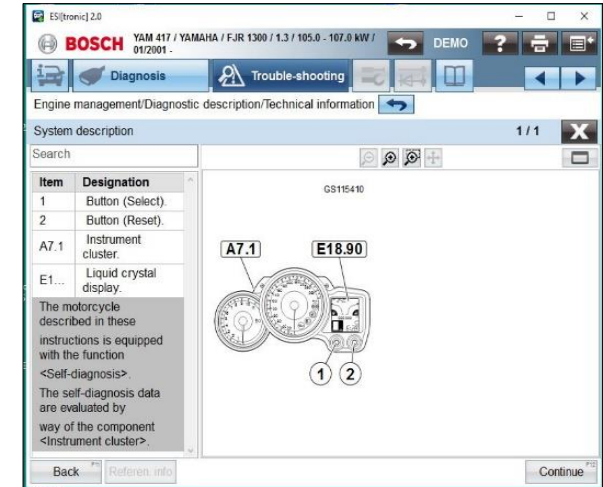 ESI[tronic] 2.0
BOSCH
YAM 417 / YAMAHA / FJR 1300 / 1.3 / 105.0 - 107.0 kW /
01/2001 -
DEMO
?
Diagnosis
Trouble-shooting
Engine management/Diagnostic description/Technical information
System description
1 / 1
X
Search
Item Designation
1 Button (Select).
2 Button (Reset).
A7.1 Instrument
cluster.
E1... Liquid crystal
display.
The motorcycle
described in these
instructions is equipped
with the function
<Self-diagnosis>.
The self-diagnosis data
are evaluated by
way of the component
<Instrument cluster>.
GS115410
A7.1
E18.90
1
2
Back
Referen. info
Continue